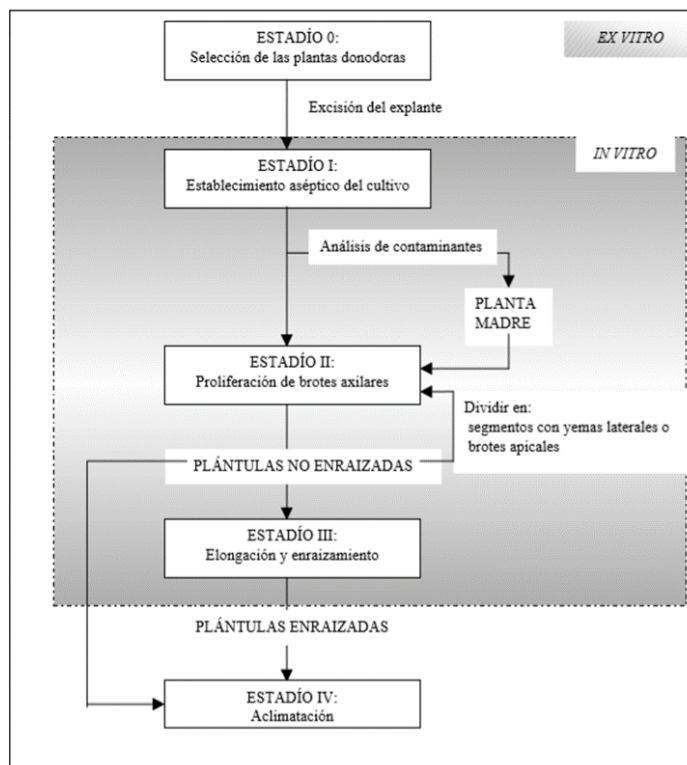 ESTADÍO 0:
Selección de las plantas donodoras
EX VITRO
Excisión del explante
IN VITRO
ESTADÍO I:
Establecimiento aséptico del cultivo
Análisis de contaminantes
PLANTA
MADRE
ESTADÍO II:
Proliferación de brotes axilares
Dividir en:
segmentos con yemas laterales o
brotes apicales
PLÁNTULAS NO ENRAIZADAS
ESTADÍO III:
Elongación y enraizamiento
PLÁNTULAS ENRAIZADAS
ESTADÍO IV:
Aclimatación